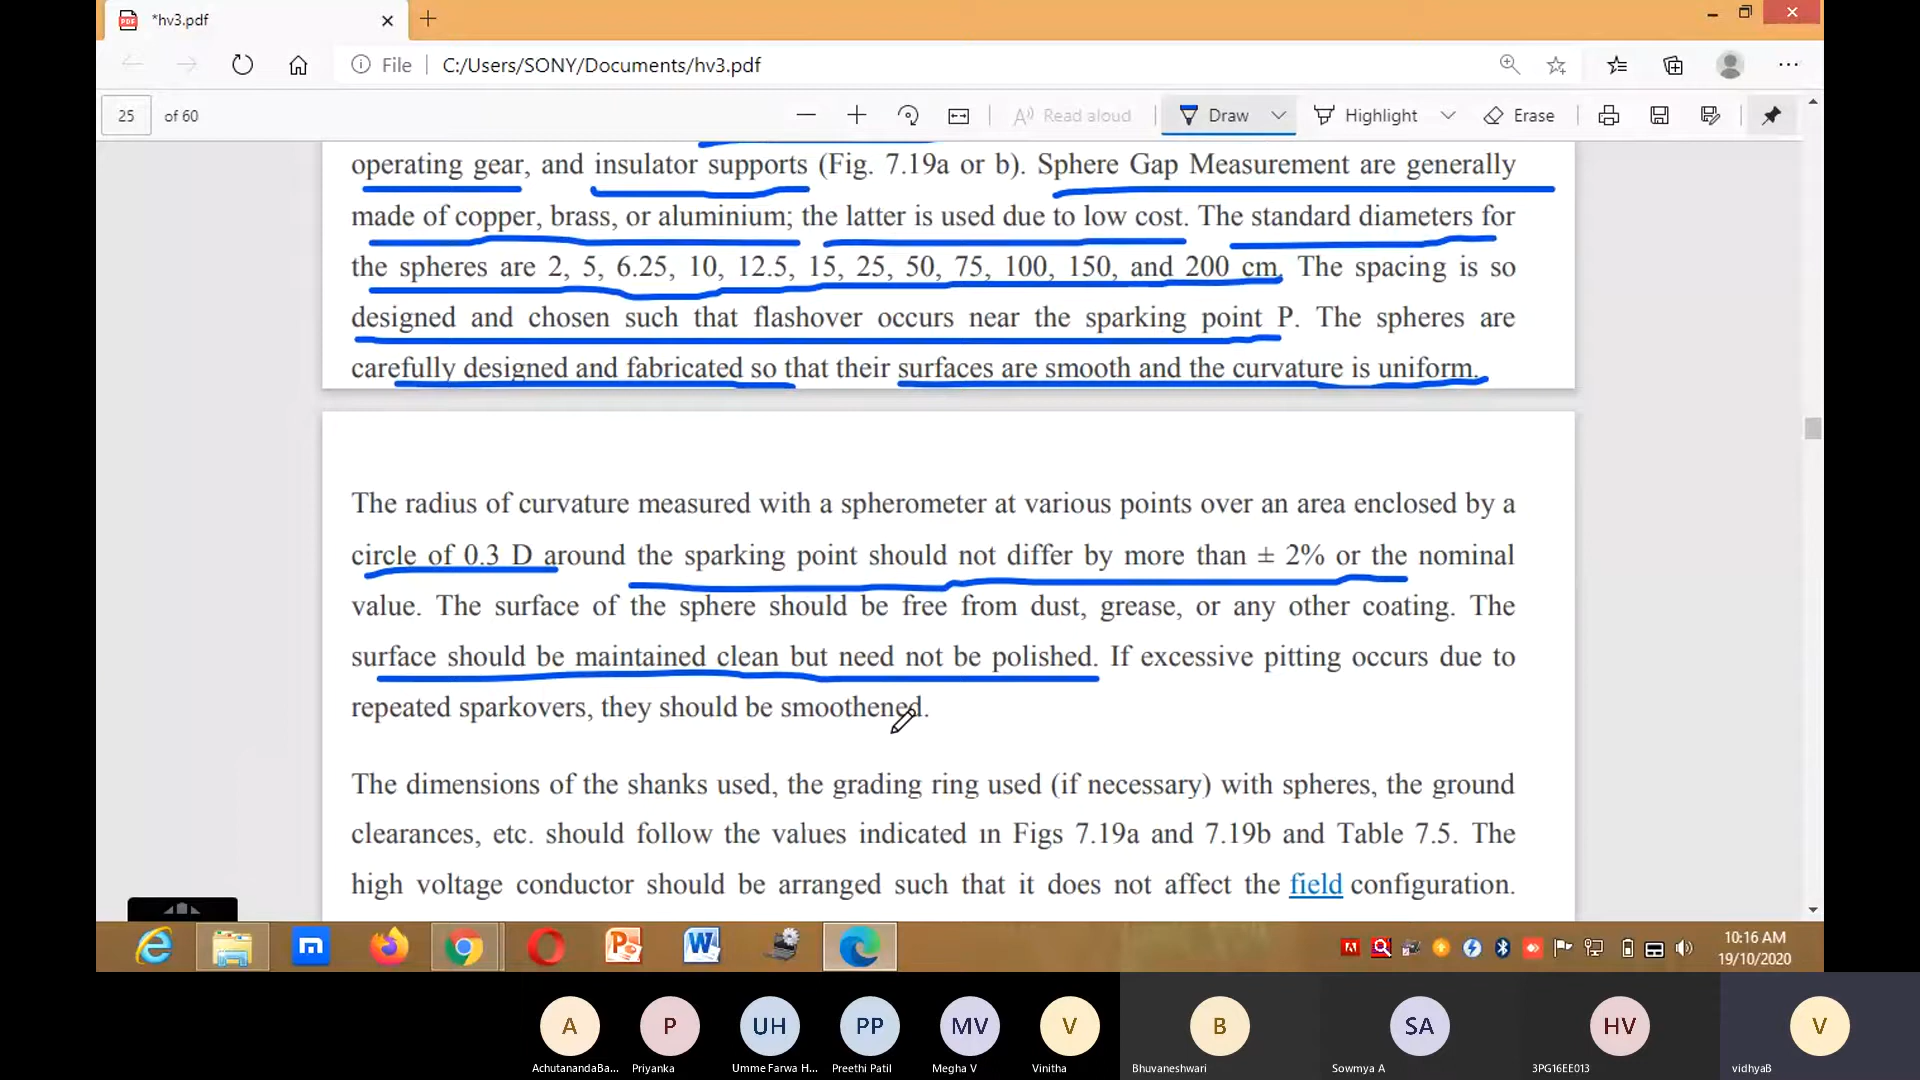 *hv3.pdf
File
C:/Users/SONY/Documents/hv3.pdf
25
of 60
Read aloud
Draw
Highlight
Erase
operating gear, and insulator supports (Fig. 7.19a or b). Sphere Gap Measurement are generally
made of copper, brass, or aluminium; the latter is used due to low cost. The standard diameters for
the spheres are 2, 5, 6.25, 10, 12.5, 15, 25, 50, 75, 100, 150, and 200 cm. The spacing is so
designed and chosen such that flashover occurs near the sparking point P. The spheres are
carefully designed and fabricated so that their surfaces are smooth and the curvature is uniform.
The radius of curvature measured with a spherometer at various points over an area enclosed by a
circle of 0.3 D around the sparking point should not differ by more than ± 2% or the nominal
value. The surface of the sphere should be free from dust, grease, or any other coating. The
surface should be maintained clean but need not be polished. If excessive pitting occurs due to
repeated sparkovers, they should be smoothened.
The dimensions of the shanks used, the grading ring used (if necessary) with spheres, the ground
clearances, etc. should follow the values indicated ın Figs 7.19a and 7.19b and Table 7.5. The
high voltage conductor should be arranged such that it does not affect the field configuration.
10:16 AM
19/10/2020
A
P
UH
PP
MV
V
B
SA
HV
V
AchutanandaBa...
Priyanka
Umme Farwa H...
Preethi Patil
Megha V
Vinitha
Bhuvaneshwari
Sowmya A
3PG16EE013
vidhyaB